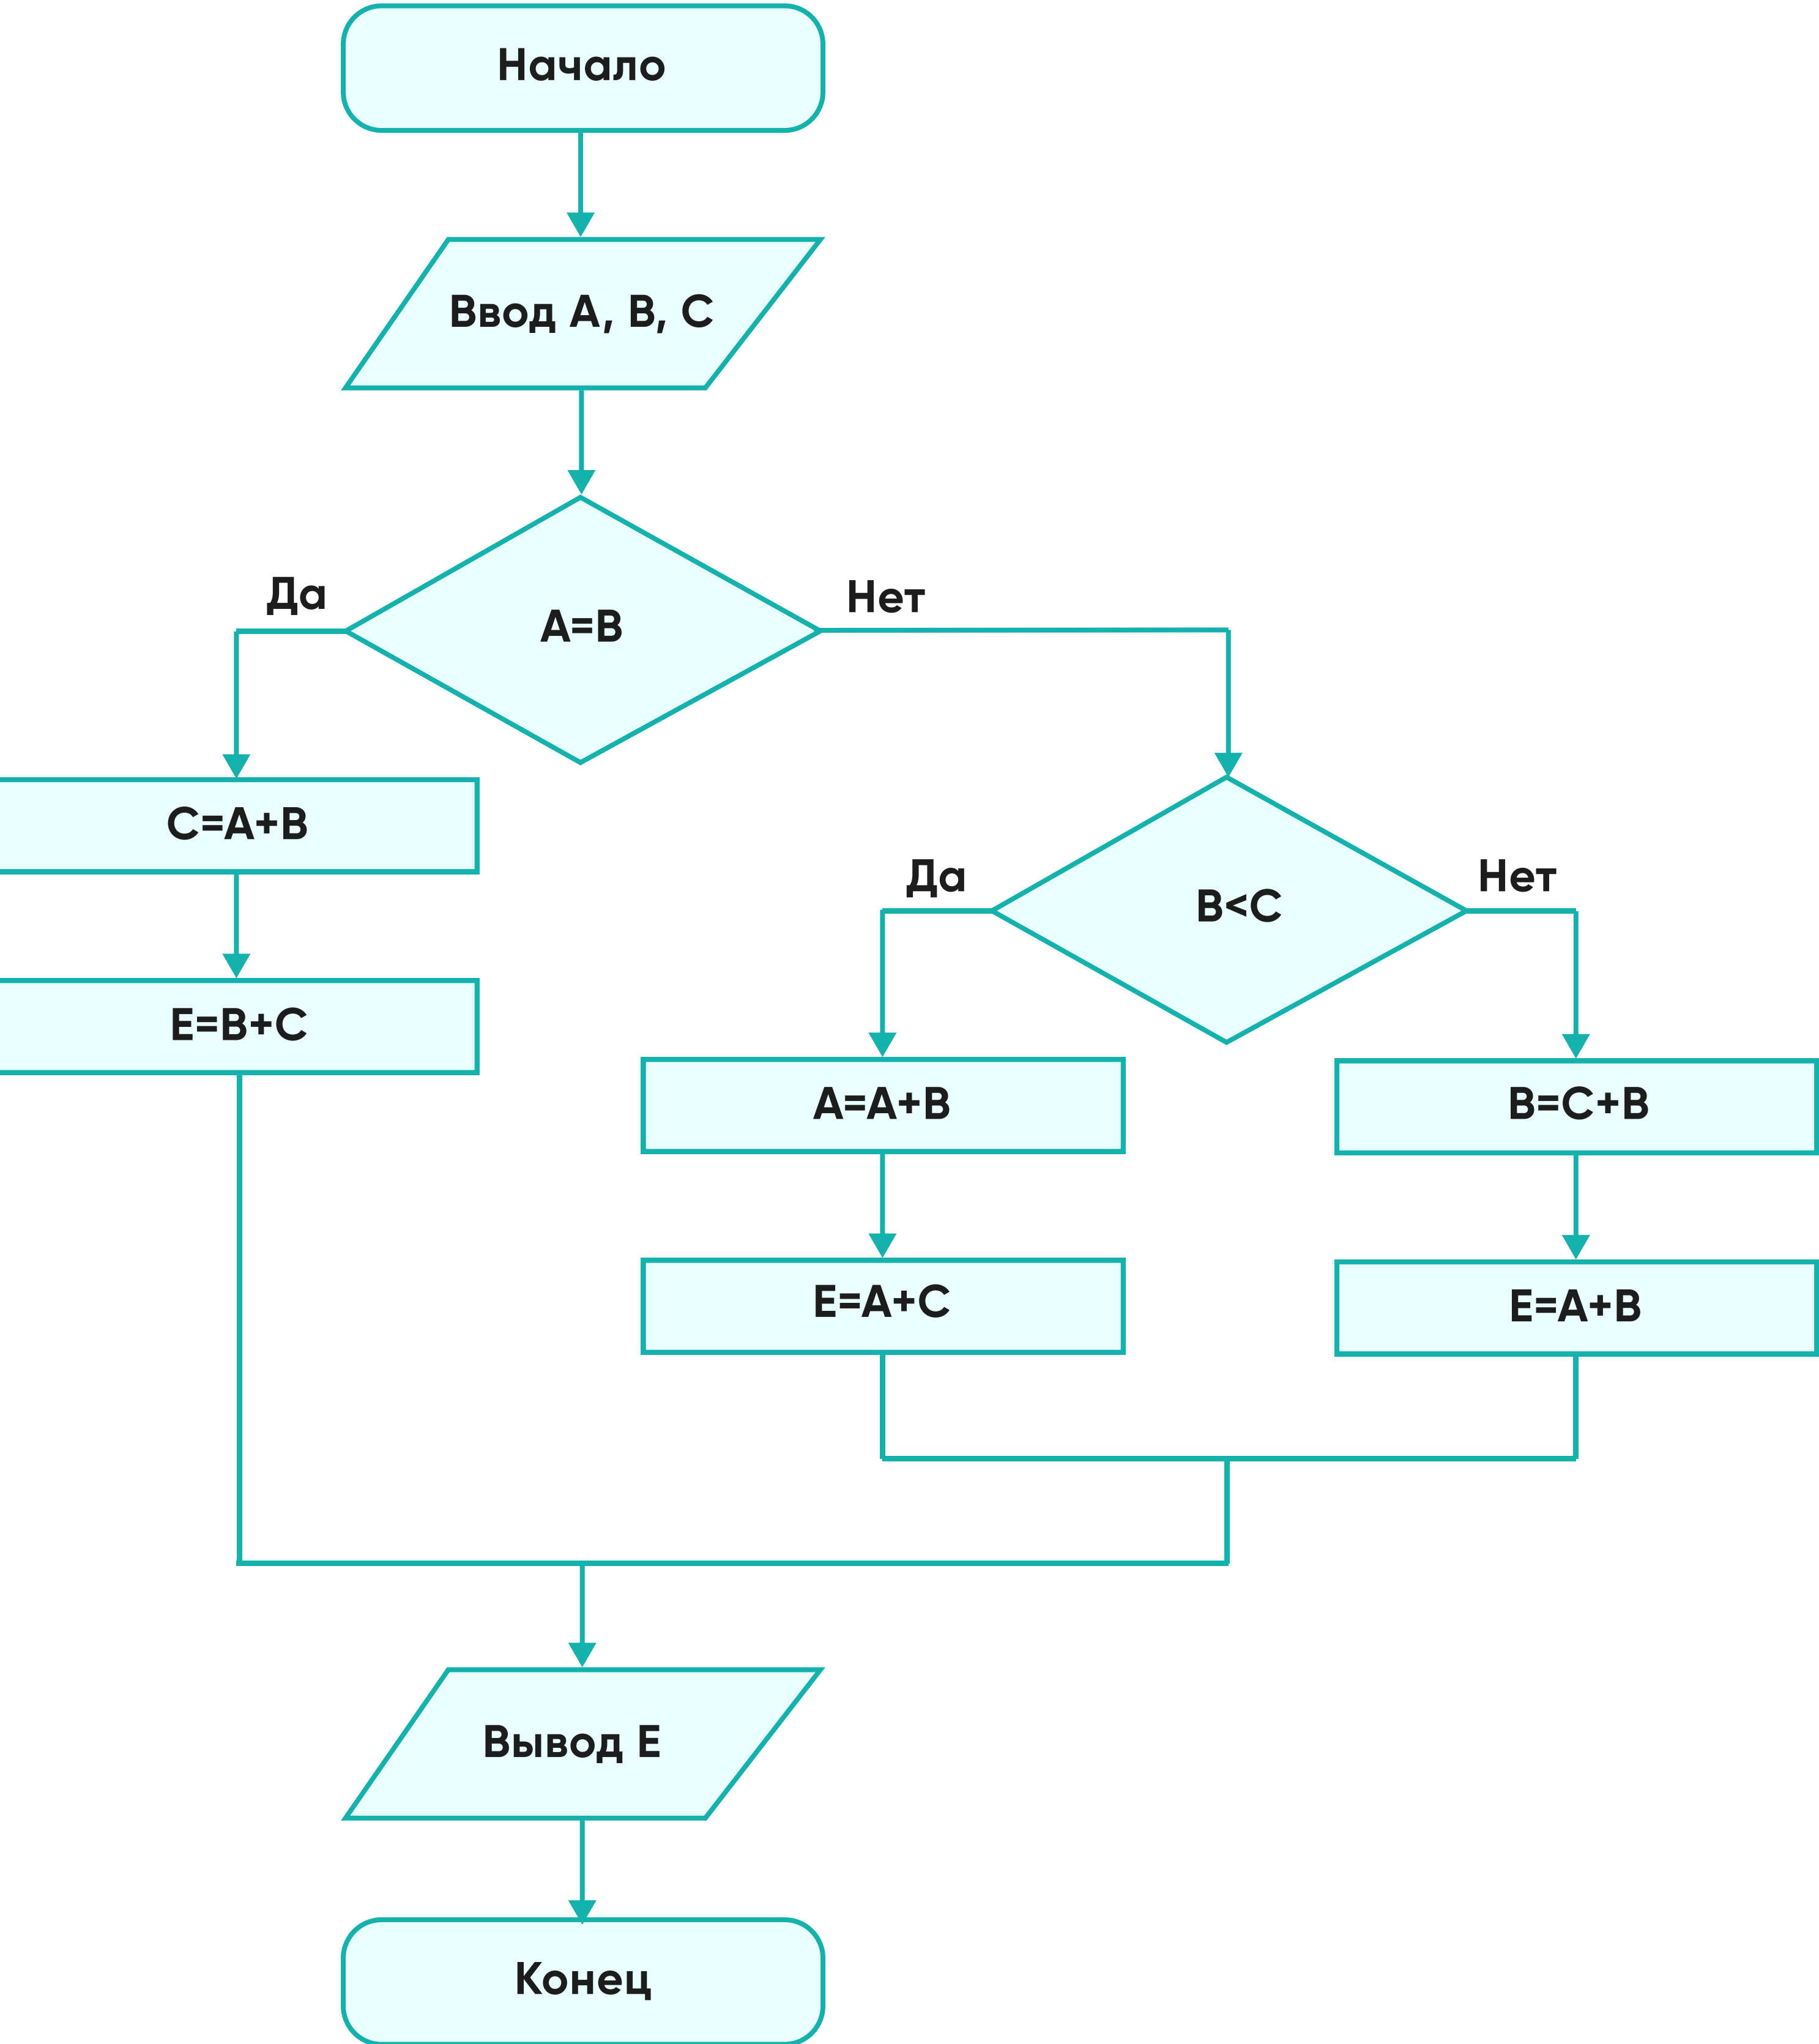 Начало
Ввод A, B, C
A=B
Да
Нет
C=A+B
E=B+C
B<C
Да
Нет
A=A+B
E=A+C
B=C+B
E=A+B
Вывод E
Конец